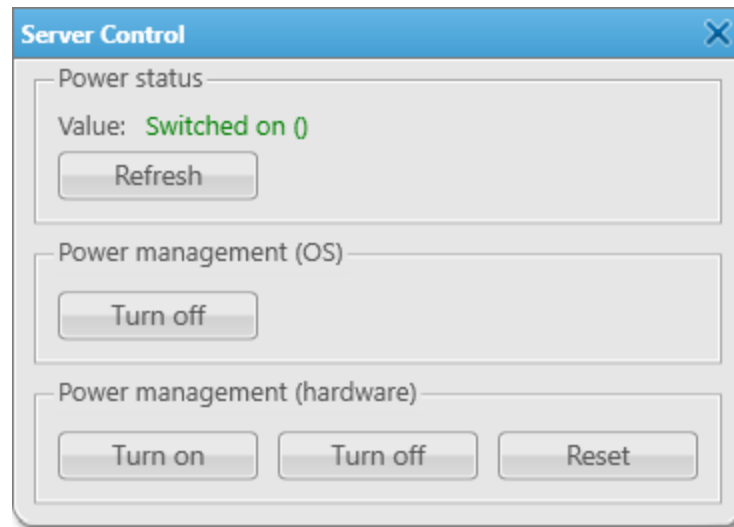 Server Control
Power status
Value: Switched on ()
Refresh
Power management (OS)
Turn off
Power management (hardware)
Turn on Turn off Reset